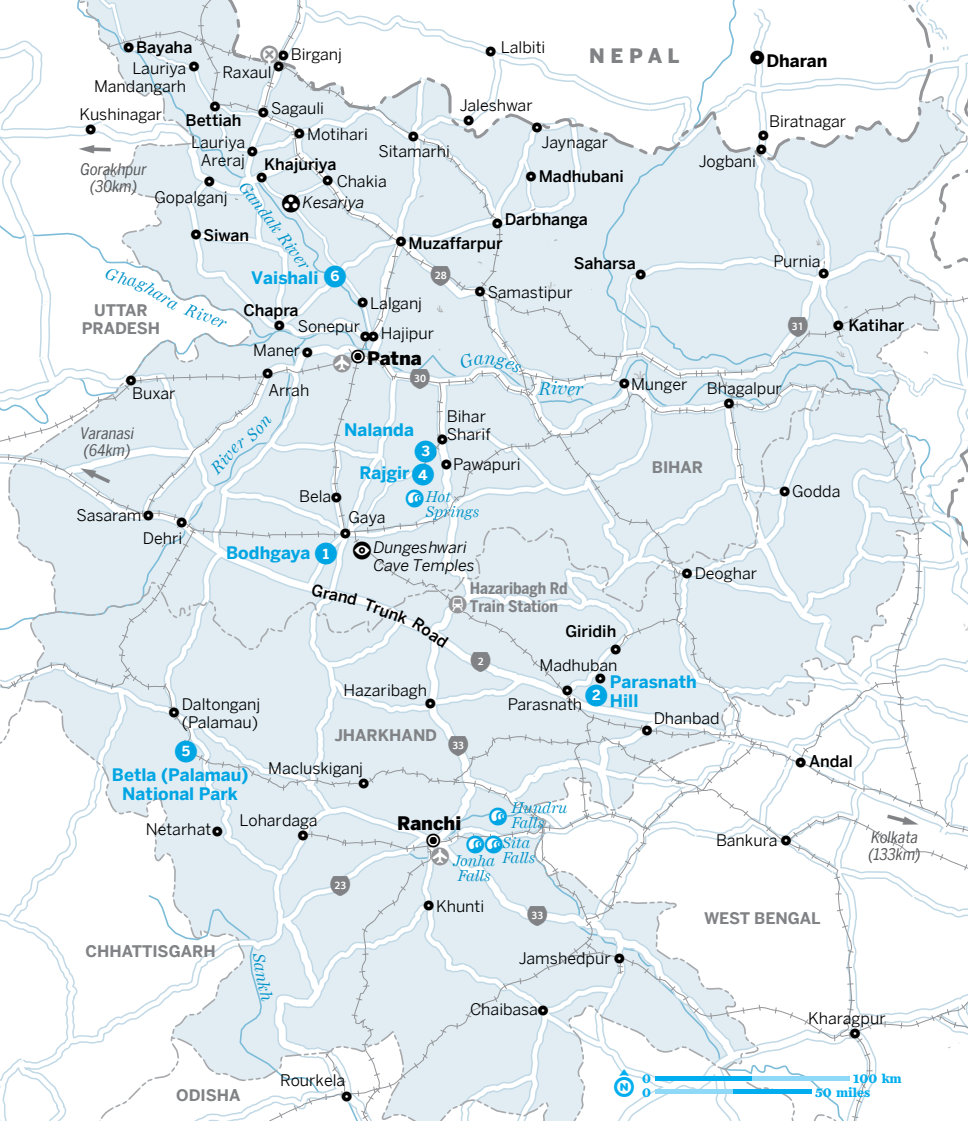 Bayaha
Birganj
Lalbiti
NEPAL
Dharan
Lauriya
Mandangarh
Raxaul
Kushinagar
Bettiah
Sagauli
Jaleshwar
Biratnagar
Motihari
Sitamarhi
Jaynagar
Jogbani
Lauriya
Areraj
Gorakhpur
(30km)
Khajuriya
Chakia
Madhubani
Gopalganj
Kesariya
Gandak River
Darbhanga
Siwan
Muzaffarpur
Saharsa
Purnia
Vaishali
6
28
Ghaghara River
Samastipur
UTTAR
PRADESH
Chapra
Lalganj
Sonepur
Hajipur
31
Katihar
Maner
Patna
Ganges
River
30
Buxar
Arrah
Munger
Bhagalpur
Bihar
Sharif
Varanasi
(64km)
River Son
Nalanda
3
Rajgir
4
Pawapuri
BIHAR
Hot
Springs
Bela
Godda
Sasaram
Dehri
Gaya
Bodhgaya
1
Dungeshwari
Cave Temples
Deoghar
Grand Trunk Road
Hazaribagh Rd
Train Station
Giridih
2
Madhuban
Parasnath
Hill
2
Parasnath
Hazaribagh
Daltonganj
(Palamau)
Dhanbad
JHARKHAND
33
5
Betla (Palamau)
National Park
Macluskiganj
Andal
Hundru
Falls
Netarhat
Lohardaga
Ranchi
Sita
Falls
Jonha
Falls
Bankura
Kolkata
(133km)
23
Khunti
33
WEST BENGAL
CHHATTISGARH
Sankh
Jamshedpur
Chaibasa
Kharagpur
Rourkela
ODISHA
N
0
100 km
0
50 miles